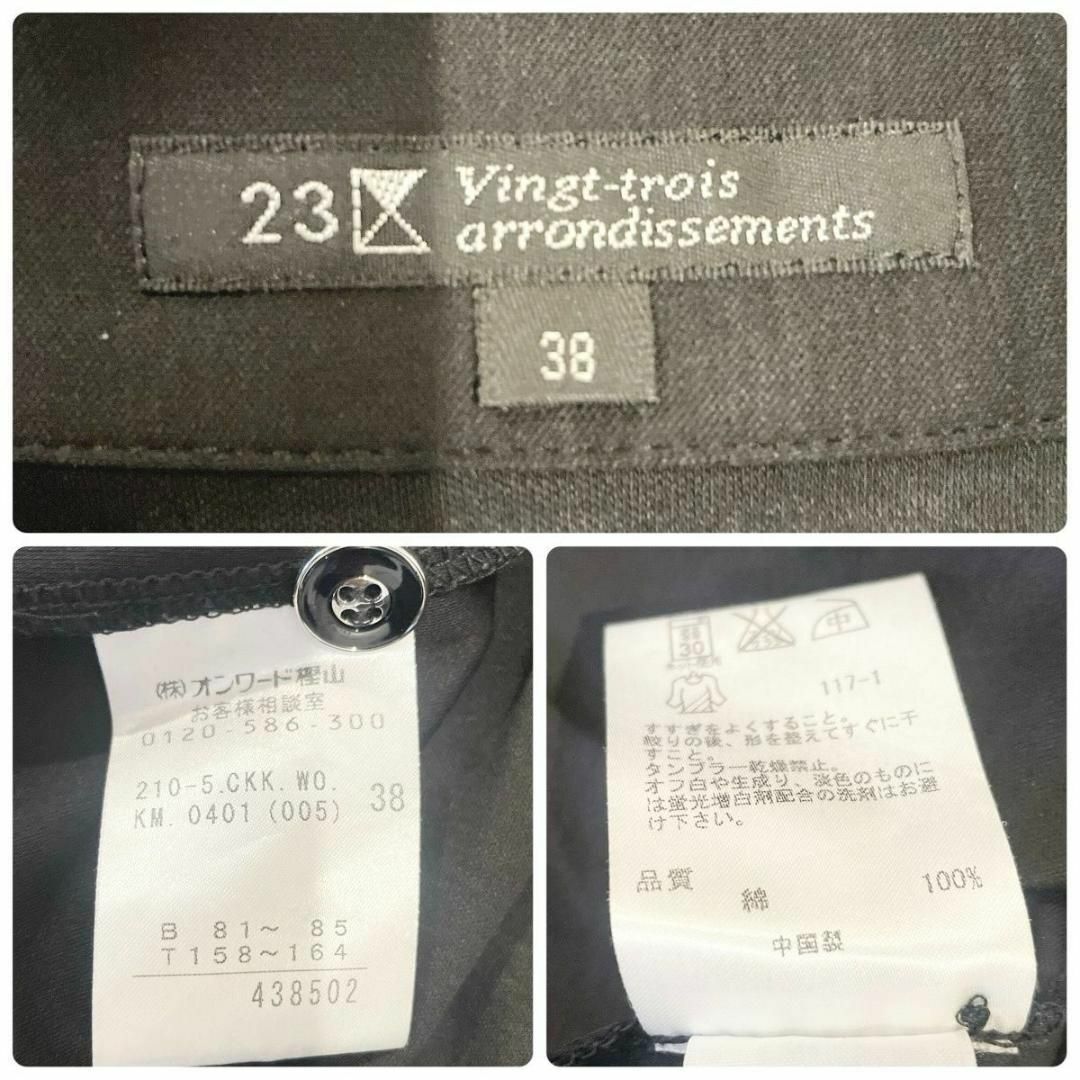 23
Vingt-trois
arrondissements
38
(株)オンワード樫山
お客様相談室
0120-586-300
210-5.CKK.WO.
KM.0401(005)
38
B 81〜 85
T158〜164
438502
30
中
117-1
すすぎをよくすること。
絞りの後、形を整えてすぐに干
すこと。
タンブラー乾燥禁止。
オフ白や生成り、淡色のものに
は蛍光増白剤配合の洗剤はお避
け下さい。
品質
綿
100%
中国製